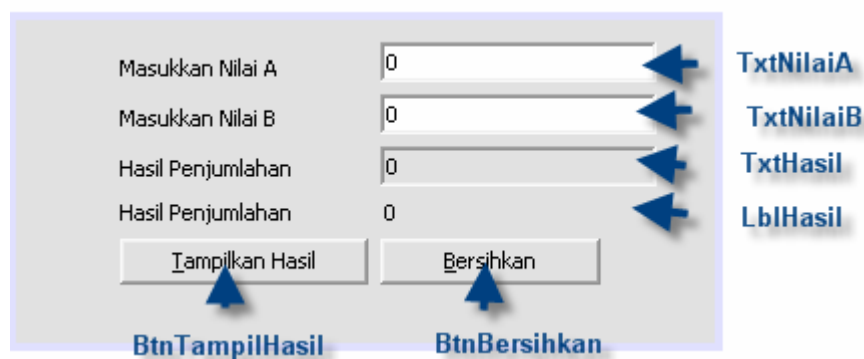 Masukkan Nilai A 0 TxtNilaiA
Masukkan Nilai B 0 TxtNilaiB
Hasil Penjumlahan 0 TxtHasil
Hasil Penjumlahan 0 LblHasil
Tampilkan Hasil Bersihkan
BtnTampilHasil BtnBersihkan